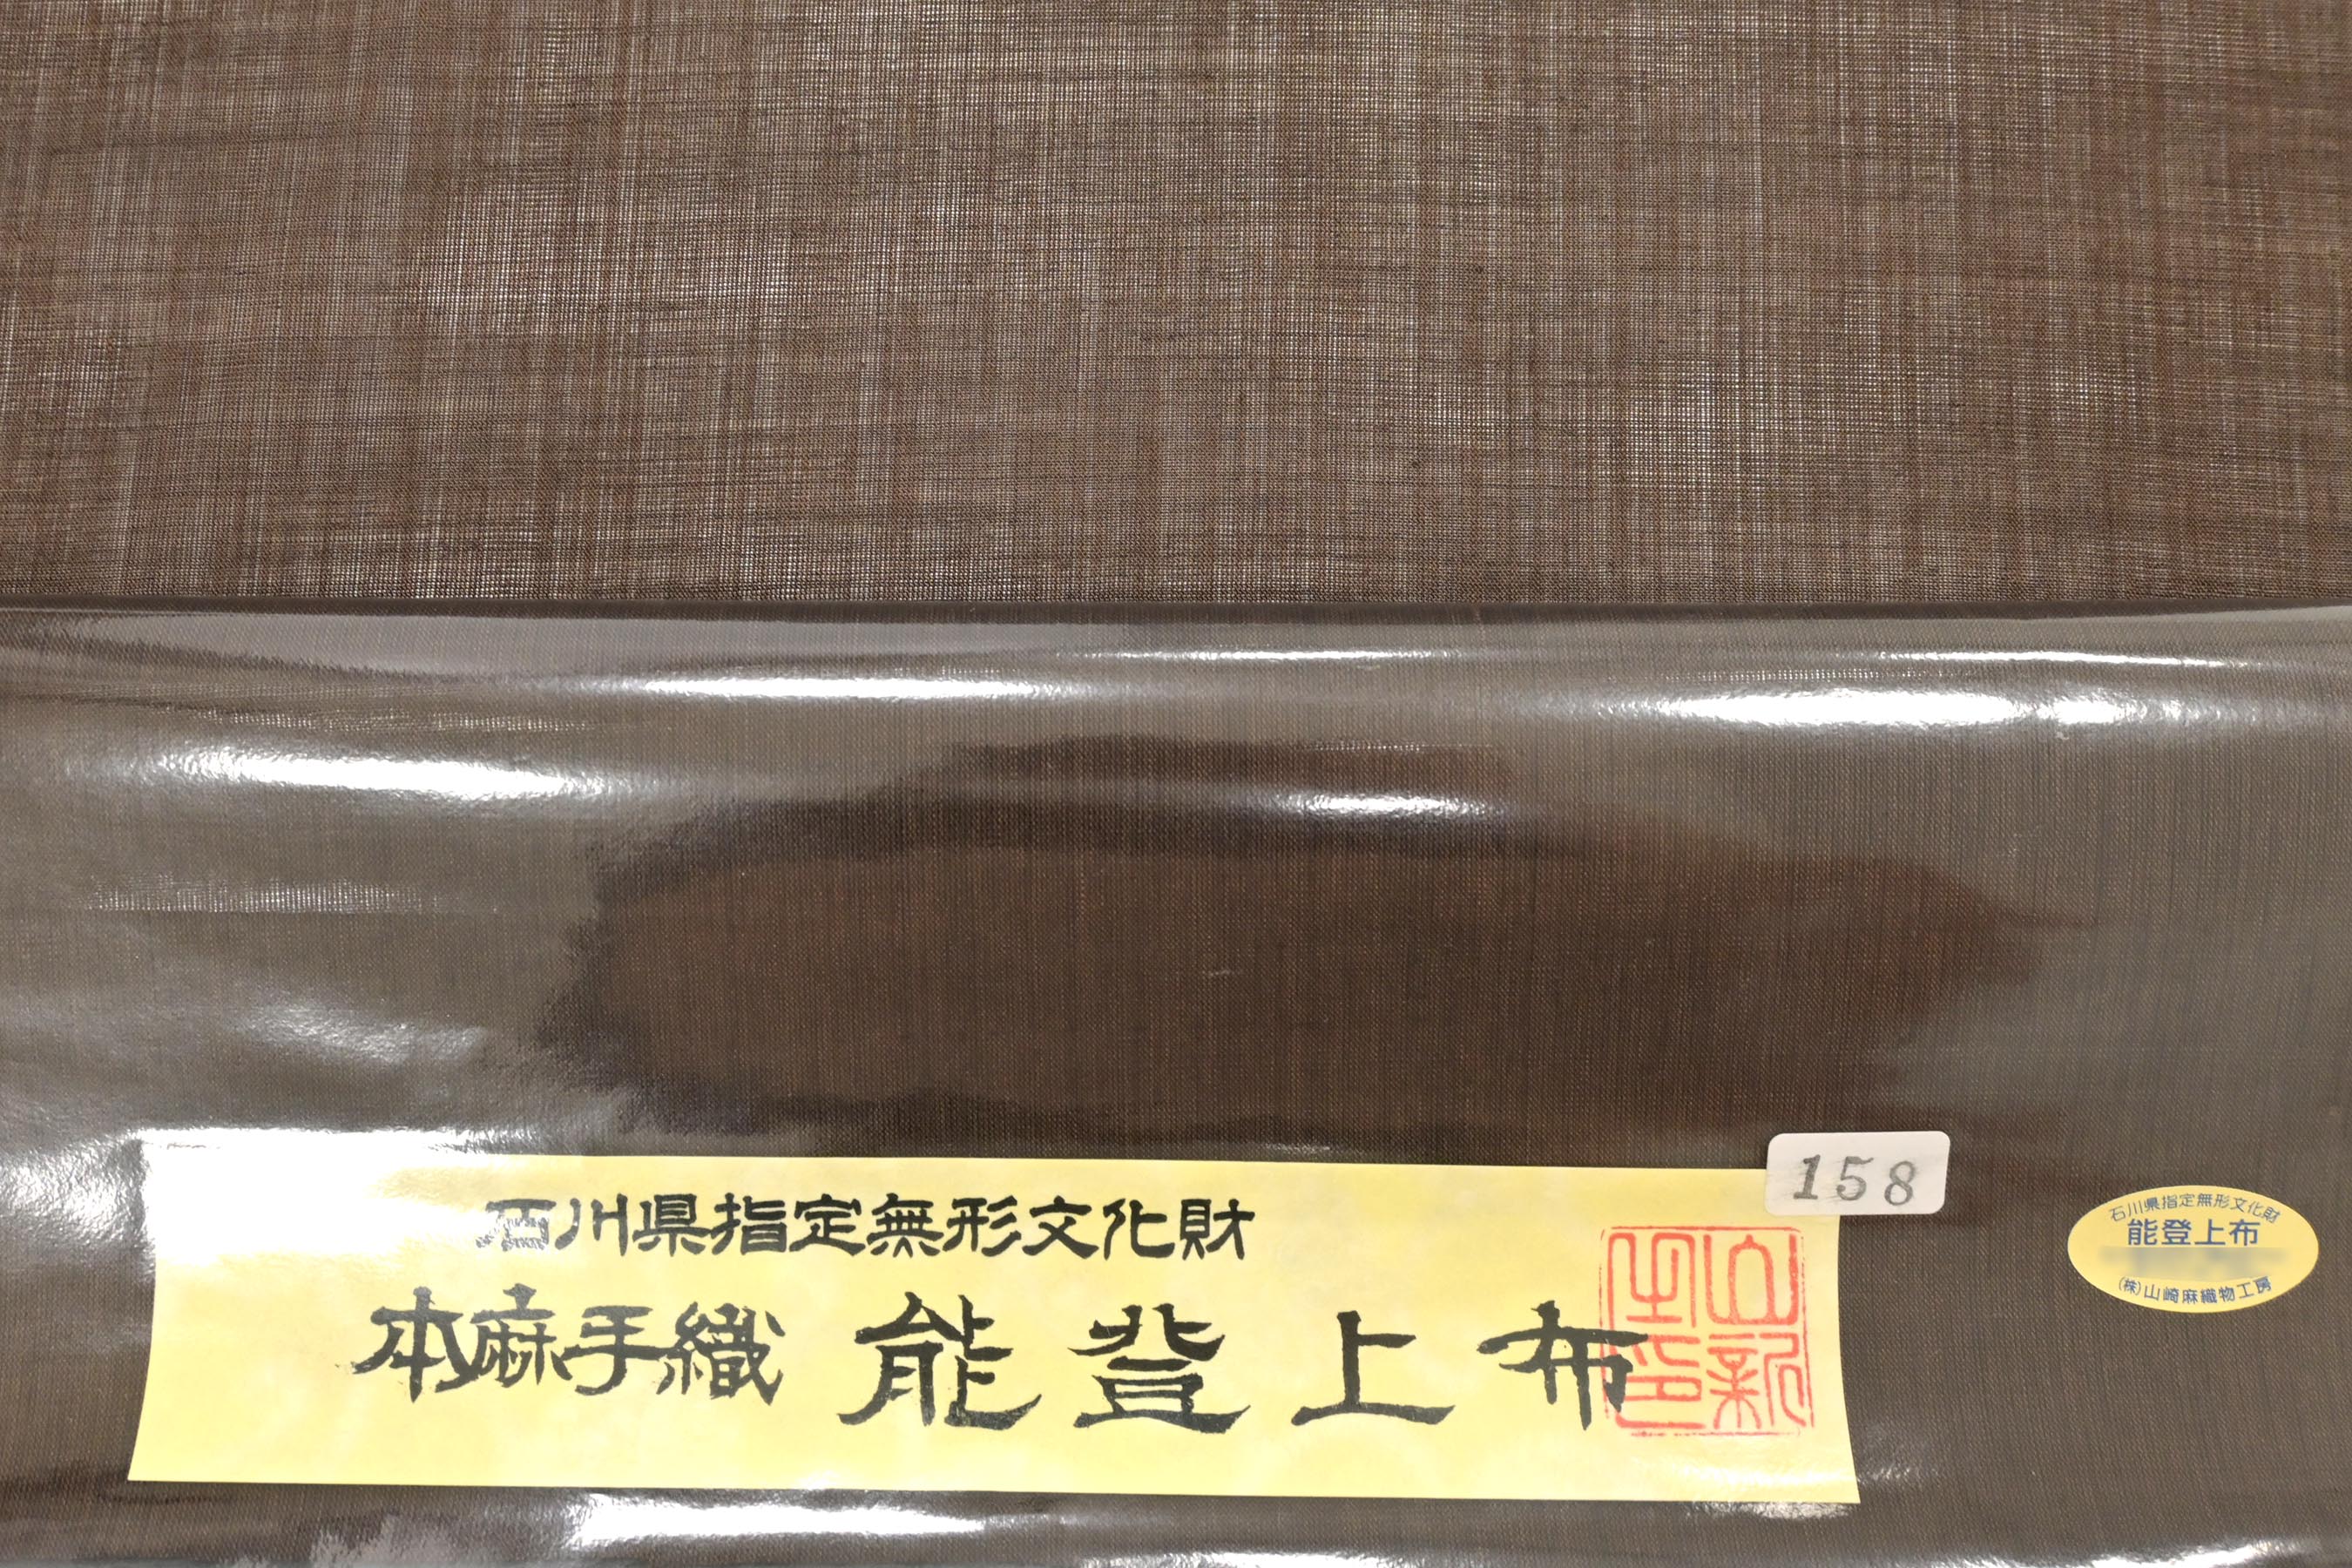 石川県指定無形文化財
本麻手織 能登上布
158
石川県指定無形文化財
能登上布
(株)山崎麻織物工房